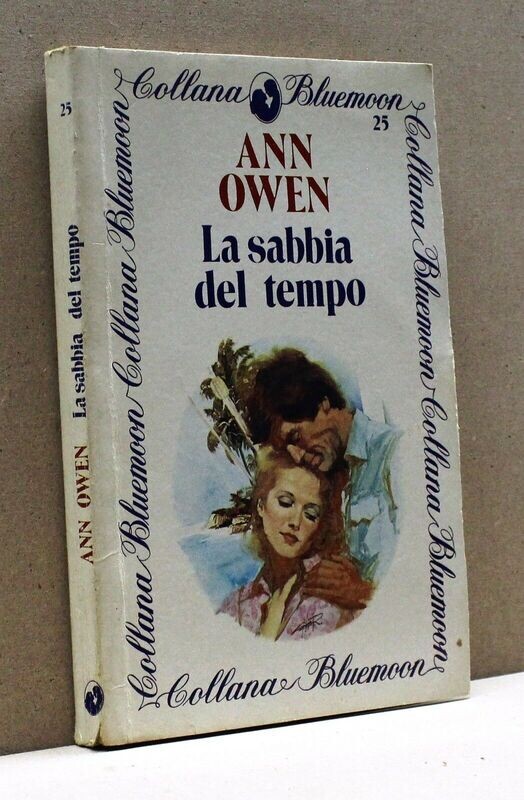 Collana Bluemoon
25
ANN
OWEN
La sabbia
del tempo
Collana Bluemoon Collana Bluemoon
Collana Bluemoon Collana Bluemoon
Collana Bluemoon
25
La sabbia del tempo
ANN OWEN